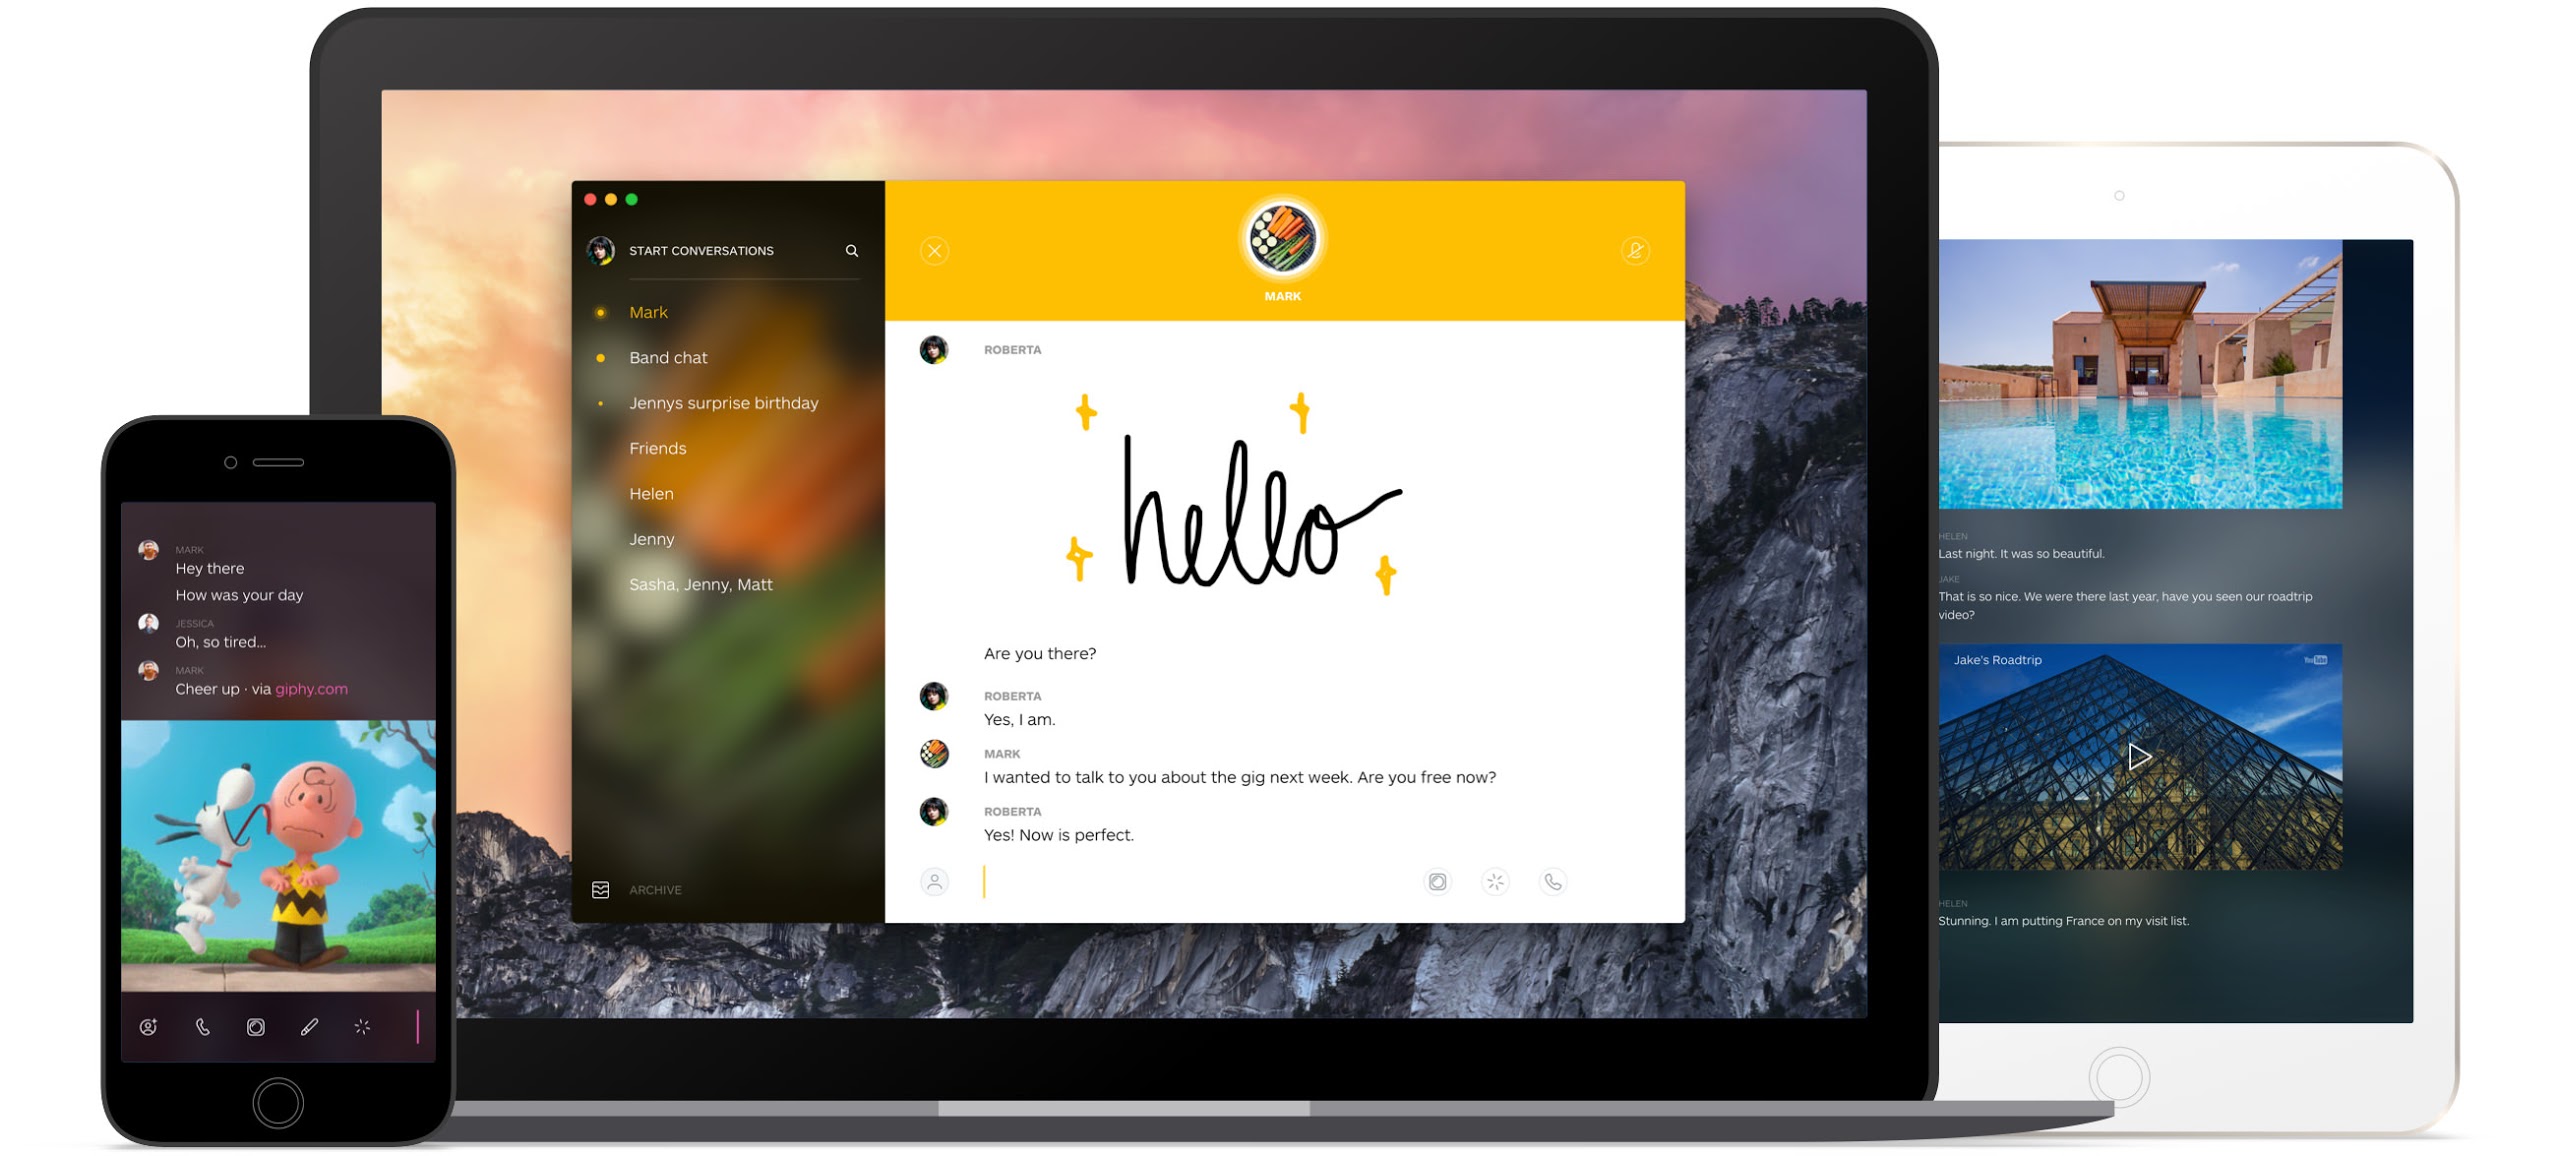 MARK
Hey there
How was your day
JESSICA
Oh, so tired...
MARK
Cheer up · via giphy.com
START CONVERSATIONS
Mark
Band chat
Jennys surprise birthday
Friends
Helen
Jenny
Sasha, Jenny, Matt
ARCHIVE
MARK
ROBERTA
hello
Are you there?
ROBERTA
Yes, I am.
MARK
I wanted to talk to you about the gig next week. Are you free now?
ROBERTA
Yes! Now is perfect.
HELEN
Last night. It was so beautiful.
JAKE
That is so nice. We were there last year, have you seen our roadtrip
video?
Jake's Roadtrip
YouTube
HELEN
Stunning. I am putting France on my visit list.